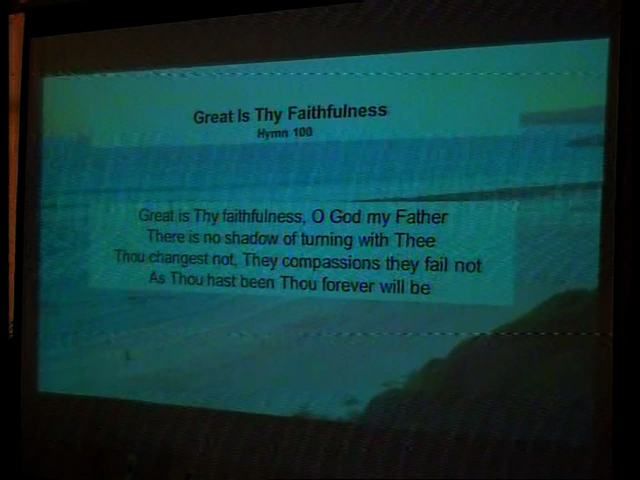 Great Is Thy Faithfulness
Hymn 100
Great is Thy faithfulness, O God my Father
There is no shadow of turning with Thee
Thou changest not, They compassions they fail not
As Thou hast been Thou forever will be